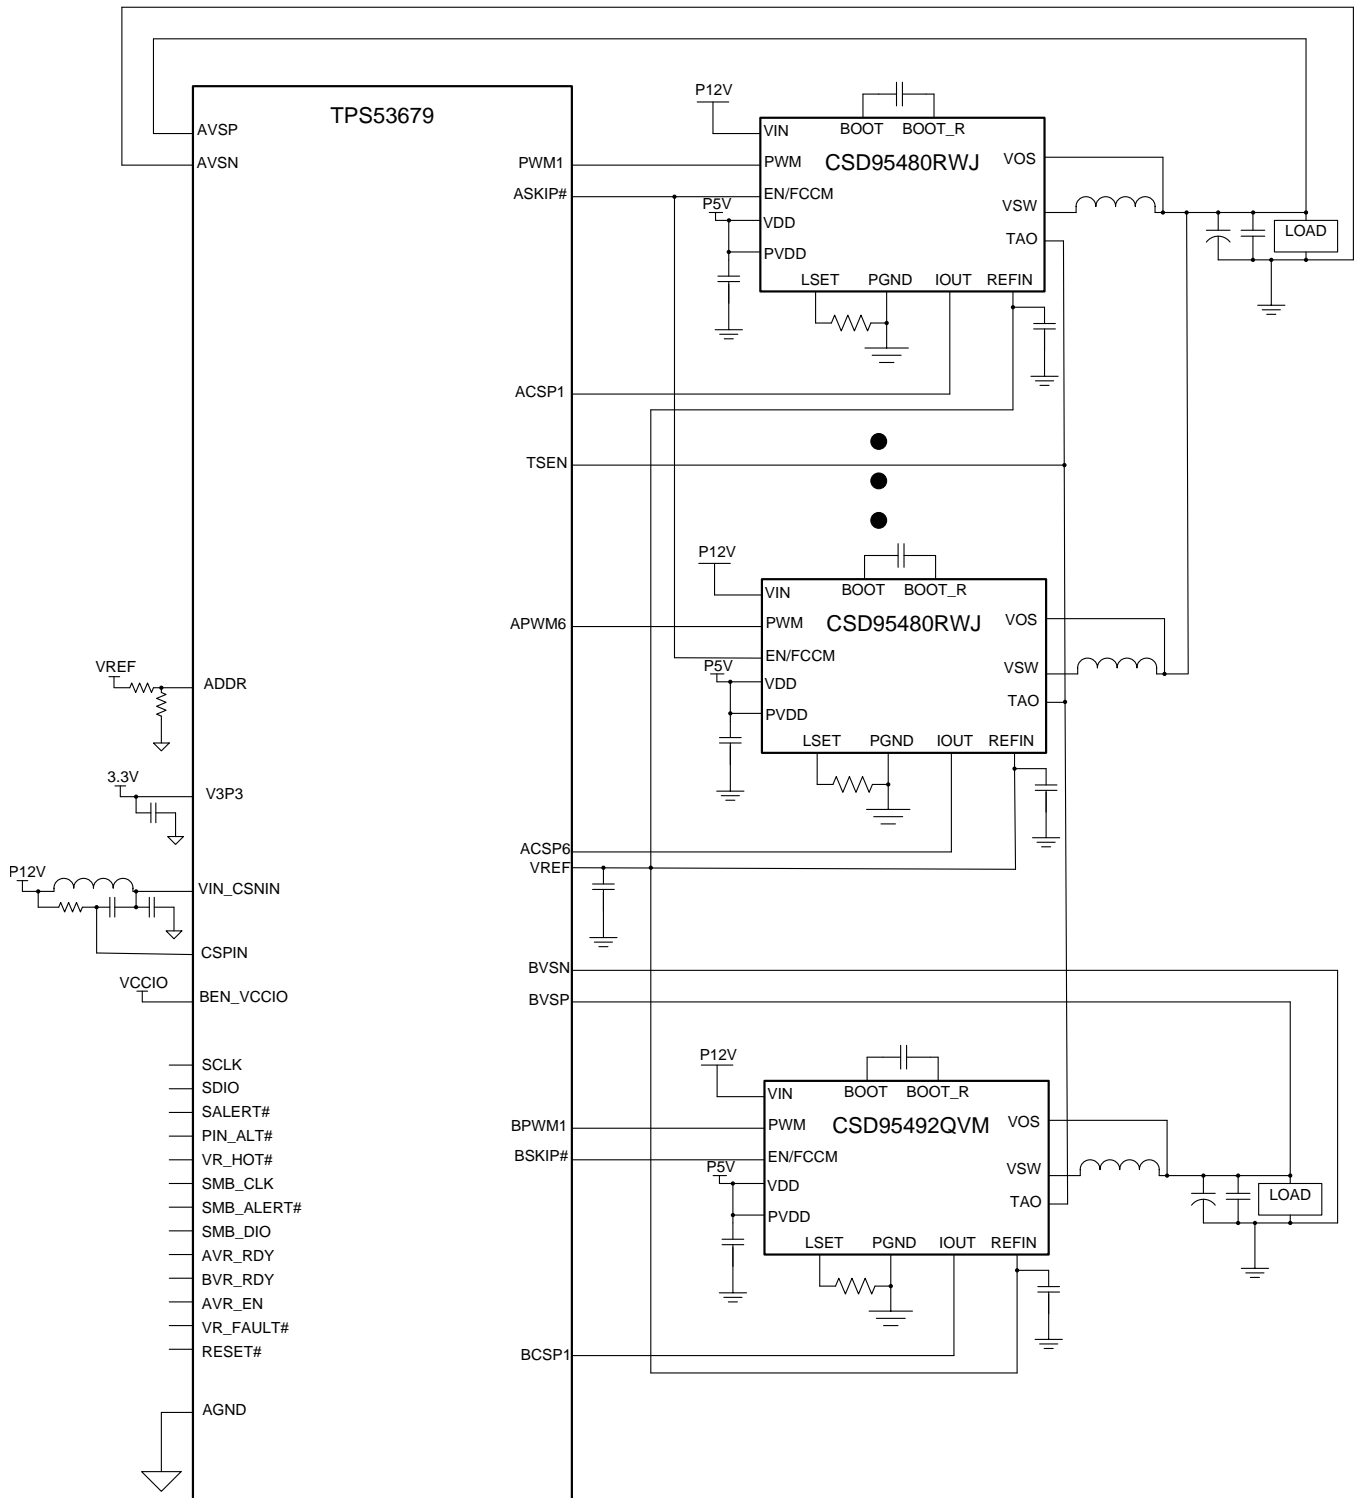 TPS53679
AVSP
AVSN
PWM1
ASKIP#
ACSP1
TSEN
APWM6
ADDR
VREF
3.3V
V3P3
ACSP6
VREF
P12V
VIN_CSNIN
CSPIN
VCCIO
BEN_VCCIO
BVSN
BVSP
SCLK
SDIO
SALERT#
PIN_ALT#
VR_HOT#
SMB_CLK
SMB_ALERT#
SMB_DIO
AVR_RDY
BVR_RDY
AVR_EN
VR_FAULT#
RESET#
BPWM1
BSKIP#
BCSP1
AGND
P12V
VIN
BOOT
BOOT_R
PWM
CSD95480RWJ
VOS
EN/FCCM
P5V
VDD
VSW
PVDD
TAO
LSET
PGND
IOUT
REFIN
LOAD
P12V
VIN
BOOT
BOOT_R
PWM
CSD95480RWJ
VOS
EN/FCCM
P5V
VDD
VSW
PVDD
TAO
LSET
PGND
IOUT
REFIN
P12V
VIN
BOOT
BOOT_R
PWM
CSD95492QVM
VOS
EN/FCCM
P5V
VDD
VSW
PVDD
TAO
LSET
PGND
IOUT
REFIN
LOAD